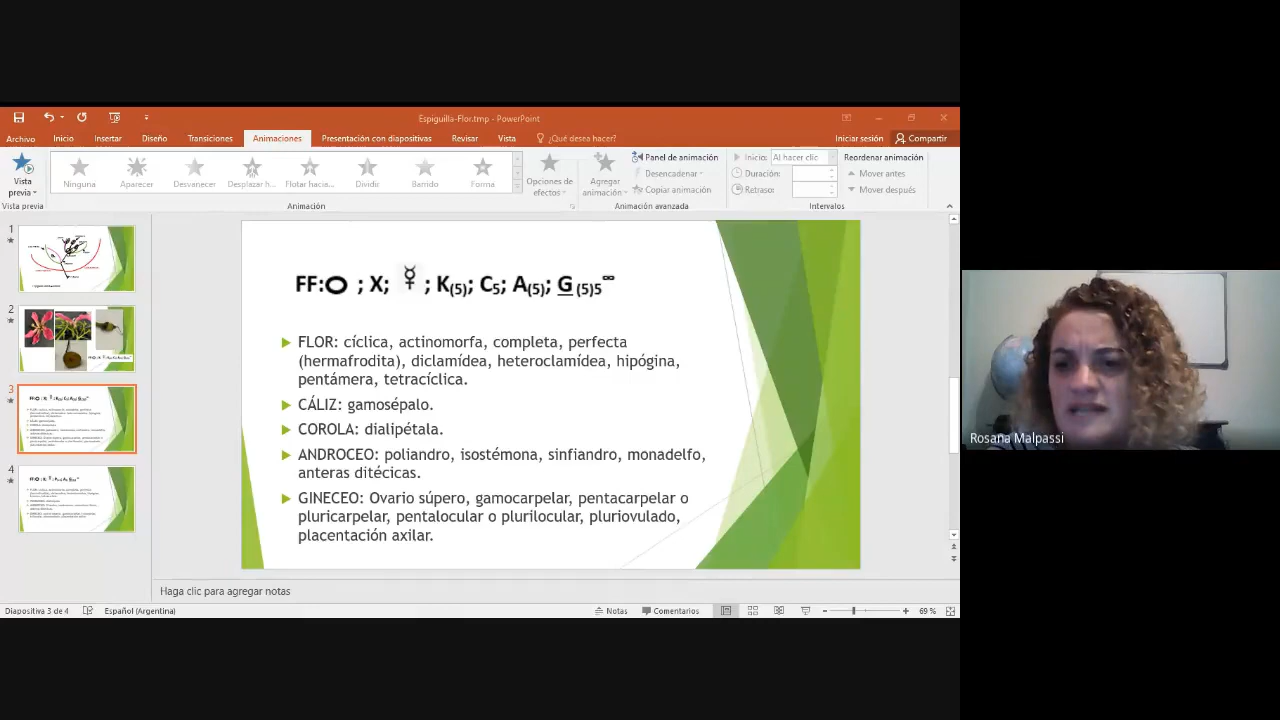 Espiguilla-Flor.tmp - PowerPoint
Archivo Inicio Insertar Diseño Transiciones Animaciones Presentación con diapositivas Revisar Vista ¿Qué desea hacer? Iniciar sesión Compartir
Vista previa
Ninguna Aparecer Desvanecer Desplazar h... Flotar hacia... Dividir Barrido Forma
Opciones de efectos
Agregar animación
Panel de animación
Desencadenar
Copiar animación
Inicio: Al hacer clic
Duración:
Retraso:
Reordenar animación
Mover antes
Mover después
Vista previa Animación Animación avanzada Intervalos
1
2
3
4
FF:O ; X; ☿ ; K(5); C5; A(5); G (5)5∞
FLOR: cíclica, actinomorfa, completa, perfecta
(hermafrodita), diclamídea, heteroclamídea, hipógina,
pentámera, tetracíclica.
CÁLIZ: gamosépalo.
COROLA: dialipétala.
ANDROCEO: poliandro, isostémona, sinfiandro, monadelfo,
anteras ditécicas.
GINECEO: Ovario súpero, gamocarpelar, pentacarpelar o
pluricarpelar, pentalocular o plurilocular, pluriovulado,
placentación axilar.
Haga clic para agregar notas
Diapositiva 3 de 4 Español (Argentina) Notas Comentarios 69 %
Rosana Malpassi